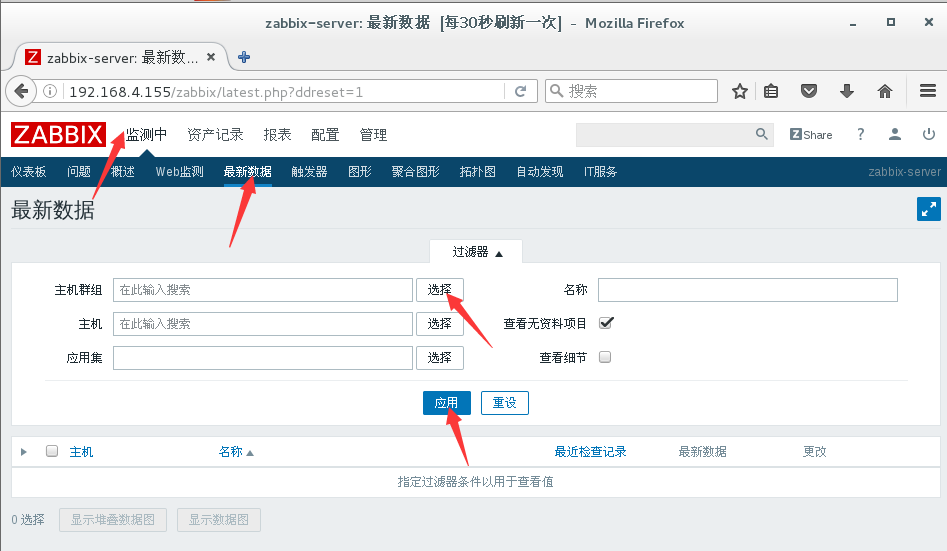 zabbix-server: 最新数据 [每30秒刷新一次] - Mozilla Firefox
Z zabbix-server: 最新数...
192.168.4.155/zabbix/latest.php?ddreset=1 搜索
ZABBIX 监测中 资产记录 报表 配置 管理 Z Share ?
仪表板 问题 概述 Web监测 最新数据 触发器 图形 聚合图形 拓扑图 自动发现 IT服务 zabbix-server
最新数据
过滤器
主机群组 在此输入搜索 选择 名称
主机 在此输入搜索 选择 查看无资料项目
应用集 选择 查看细节
应用 重设
主机 名称 最近检查记录 最新数据 更改
指定过滤器条件以用于查看值
0 选择 显示堆叠数据图 显示数据图